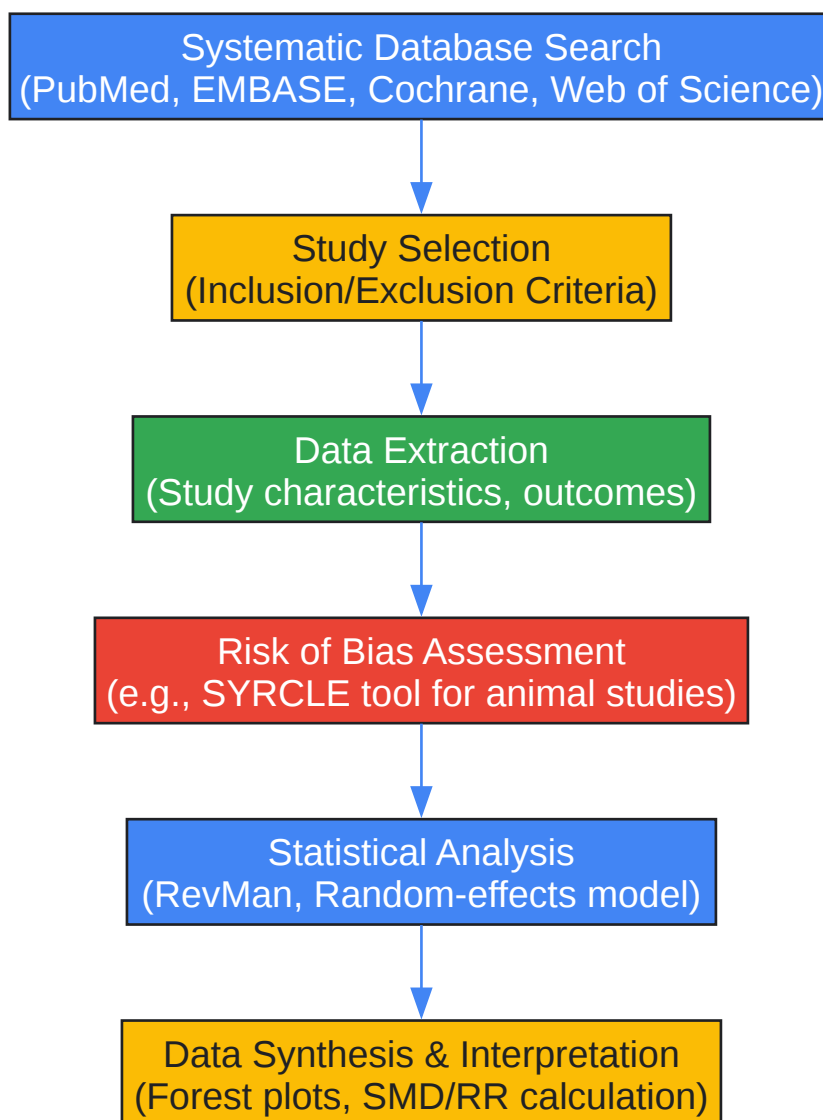 Systematic Database Search
(PubMed, EMBASE, Cochrane, Web of Science)
Study Selection
(Inclusion/Exclusion Criteria)
Data Extraction
(Study characteristics, outcomes)
Risk of Bias Assessment
(e.g., SYRCLE tool for animal studies)
Statistical Analysis
(RevMan, Random-effects model)
Data Synthesis & Interpretation
(Forest plots, SMD/RR calculation)